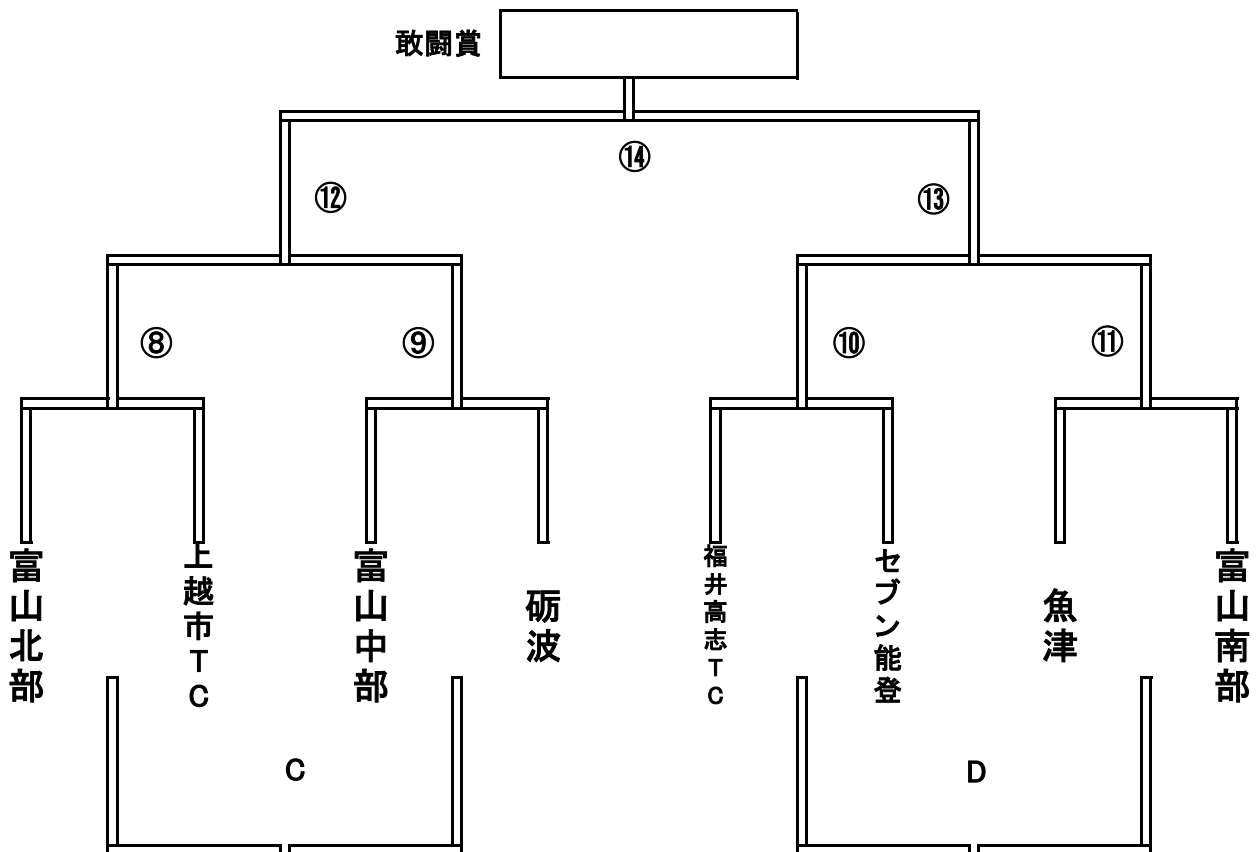 敢闘賞
⑭
⑫
⑬
⑧
⑨
⑩
⑪
富山北部
上越市TC
富山中部
砺波
福井高志TC
セブン能登
魚津
富山南部
C
D